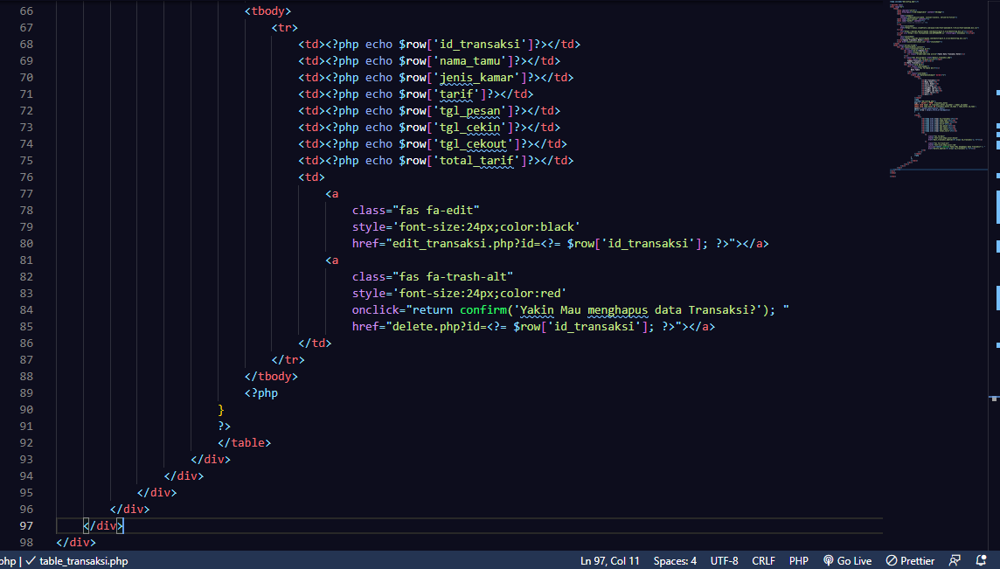 66 <tbody>
67 <tr>
68 <td><?php echo $row['id_transaksi']?></td>
69 <td><?php echo $row['nama_tamu']?></td>
70 <td><?php echo $row['jenis_kamar']?></td>
71 <td><?php echo $row['tarif']?></td>
72 <td><?php echo $row['tgl_pesan']?></td>
73 <td><?php echo $row['tgl_cekin']?></td>
74 <td><?php echo $row['tgl_cekout']?></td>
75 <td><?php echo $row['total_tarif']?></td>
76 <td>
77 <a
78 class="fas fa-edit"
79 style='font-size:24px;color:black'
80 href="edit_transaksi.php?id=<?= $row['id_transaksi']; ?>"></a>
81 <a
82 class="fas fa-trash-alt"
83 style='font-size:24px;color:red'
84 onclick="return confirm('Yakin Mau menghapus data Transaksi?'); "
85 href="delete.php?id=<?= $row['id_transaksi']; ?>"></a>
86 </td>
87 </tr>
88 </tbody>
89 <?php
90 }
91 ?>
92 </table>
93 </div>
94 </div>
95 </div>
96 </div>
97 </div>
98 </div>
php | ✓ table_transaksi.php Ln 97, Col 11 Spaces: 4 UTF-8 CRLF PHP Go Live Prettier